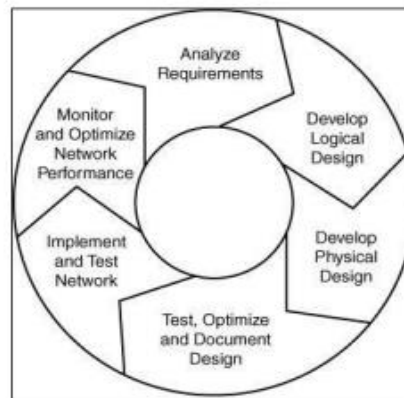 Analyze
Requirements
Develop
Logical
Design
Develop
Physical
Design
Test, Optimize
and Document
Design
Implement
and Test
Network
Monitor
and Optimize
Network
Performance